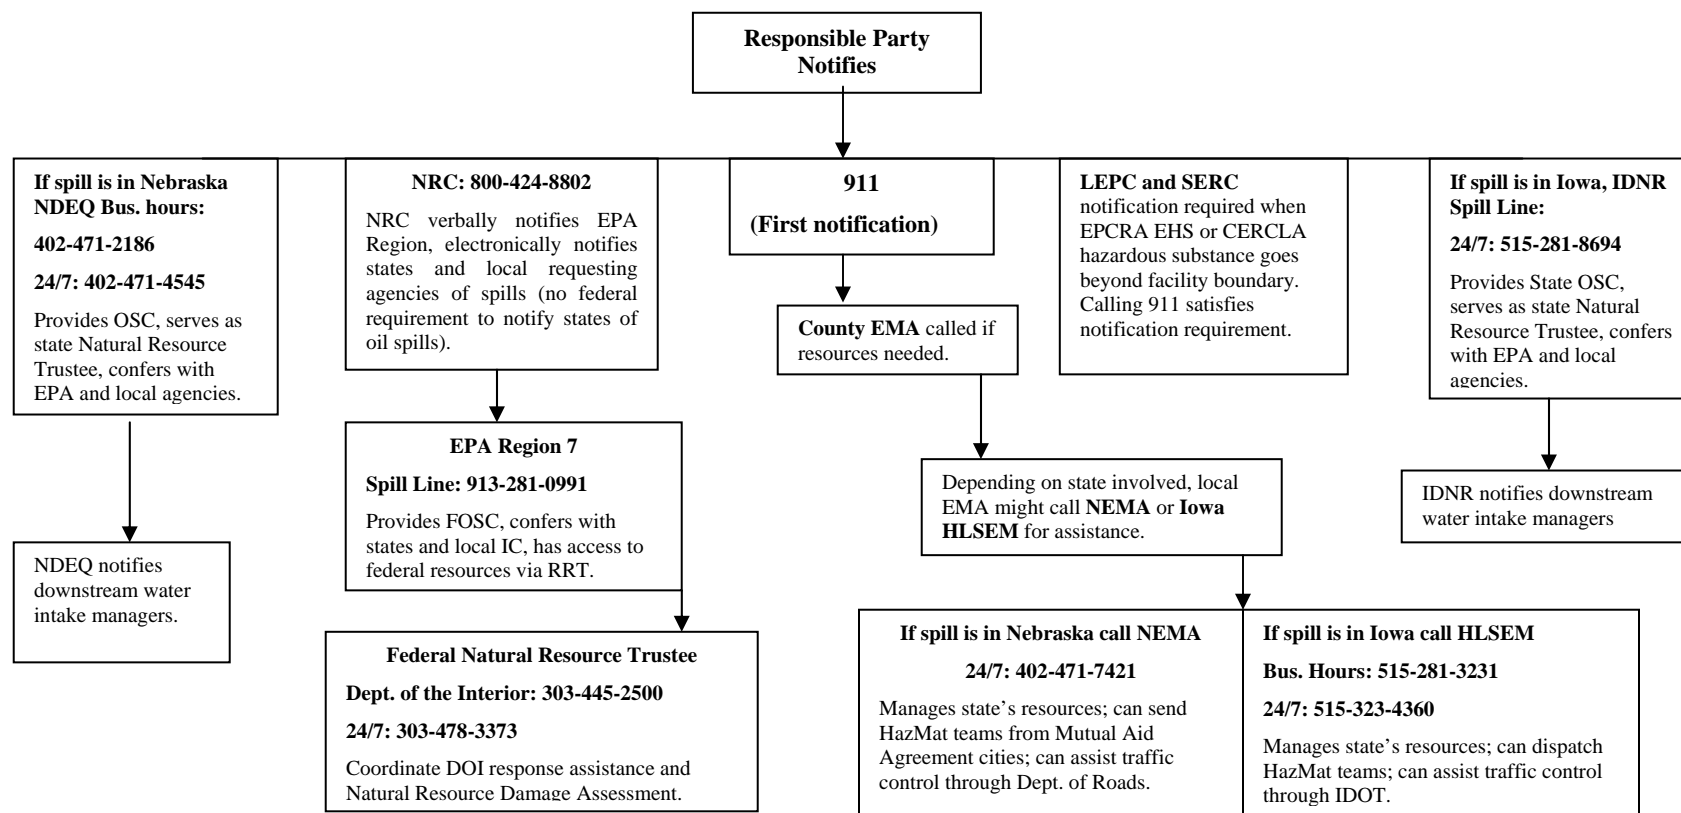 Responsible Party
Notifies
If spill is in Nebraska
NDEQ Bus. hours:
402-471-2186
24/7: 402-471-4545
Provides OSC, serves as
state Natural Resource
Trustee, confers with
EPA and local agencies.
NDEQ notifies
downstream water
intake managers.
NRC: 800-424-8802
NRC verbally notifies EPA
Region, electronically notifies
states and local requesting
agencies of spills (no federal
requirement to notify states of
oil spills).
EPA Region 7
Spill Line: 913-281-0991
Provides FOSC, confers with
states and local IC, has access to
federal resources via RRT.
Federal Natural Resource Trustee
Dept. of the Interior: 303-445-2500
24/7: 303-478-3373
Coordinate DOI response assistance and
Natural Resource Damage Assessment.
911
(First notification)
County EMA called if
resources needed.
LEPC and SERC
notification required when
EPCRA EHS or CERCLA
hazardous substance goes
beyond facility boundary.
Calling 911 satisfies
notification requirement.
Depending on state involved, local
EMA might call NEMA or Iowa
HLSEM for assistance.
If spill is in Nebraska call NEMA
24/7: 402-471-7421
Manages state’s resources; can send
HazMat teams from Mutual Aid
Agreement cities; can assist traffic
control through Dept. of Roads.
If spill is in Iowa call HLSEM
Bus. Hours: 515-281-3231
24/7: 515-323-4360
Manages state’s resources; can dispatch
HazMat teams; can assist traffic control
through IDOT.
If spill is in Iowa, IDNR
Spill Line:
24/7: 515-281-8694
Provides State OSC,
serves as state Natural
Resource Trustee, confers
with EPA and local
agencies.
IDNR notifies downstream
water intake managers